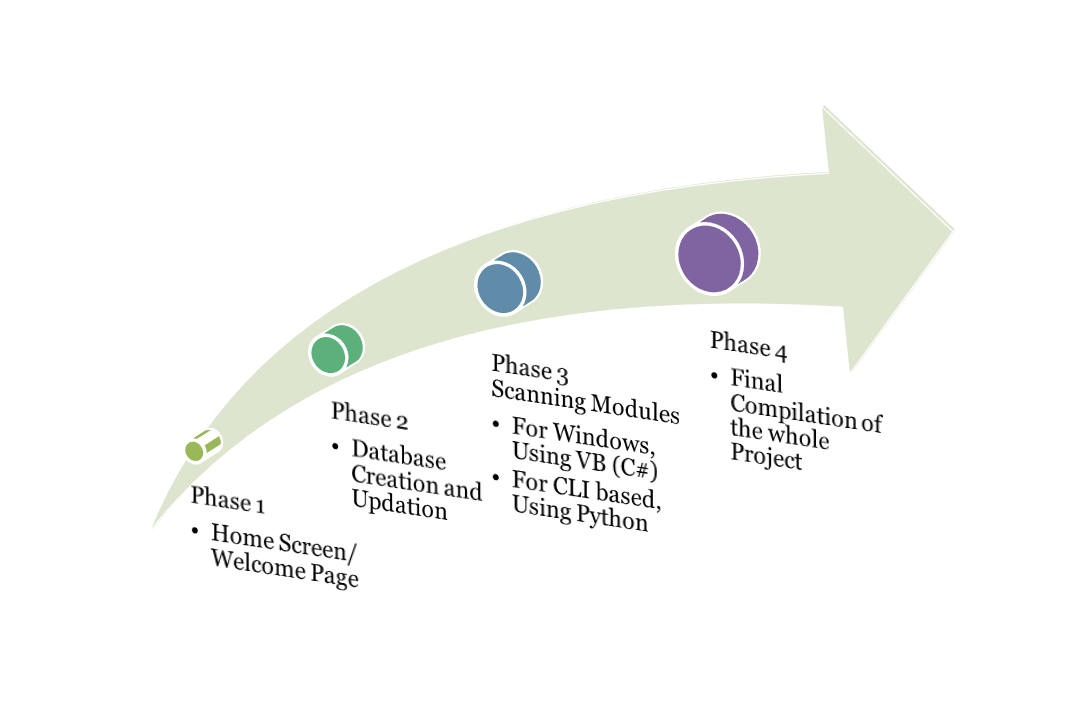 Phase 1
• Home Screen/
Welcome Page
Phase 2
• Database
Creation and
Updation
Phase 3
Scanning Modules
• For Windows,
Using VB (C#)
• For CLI based,
Using Python
Phase 4
• Final
Compilation of
the whole
Project